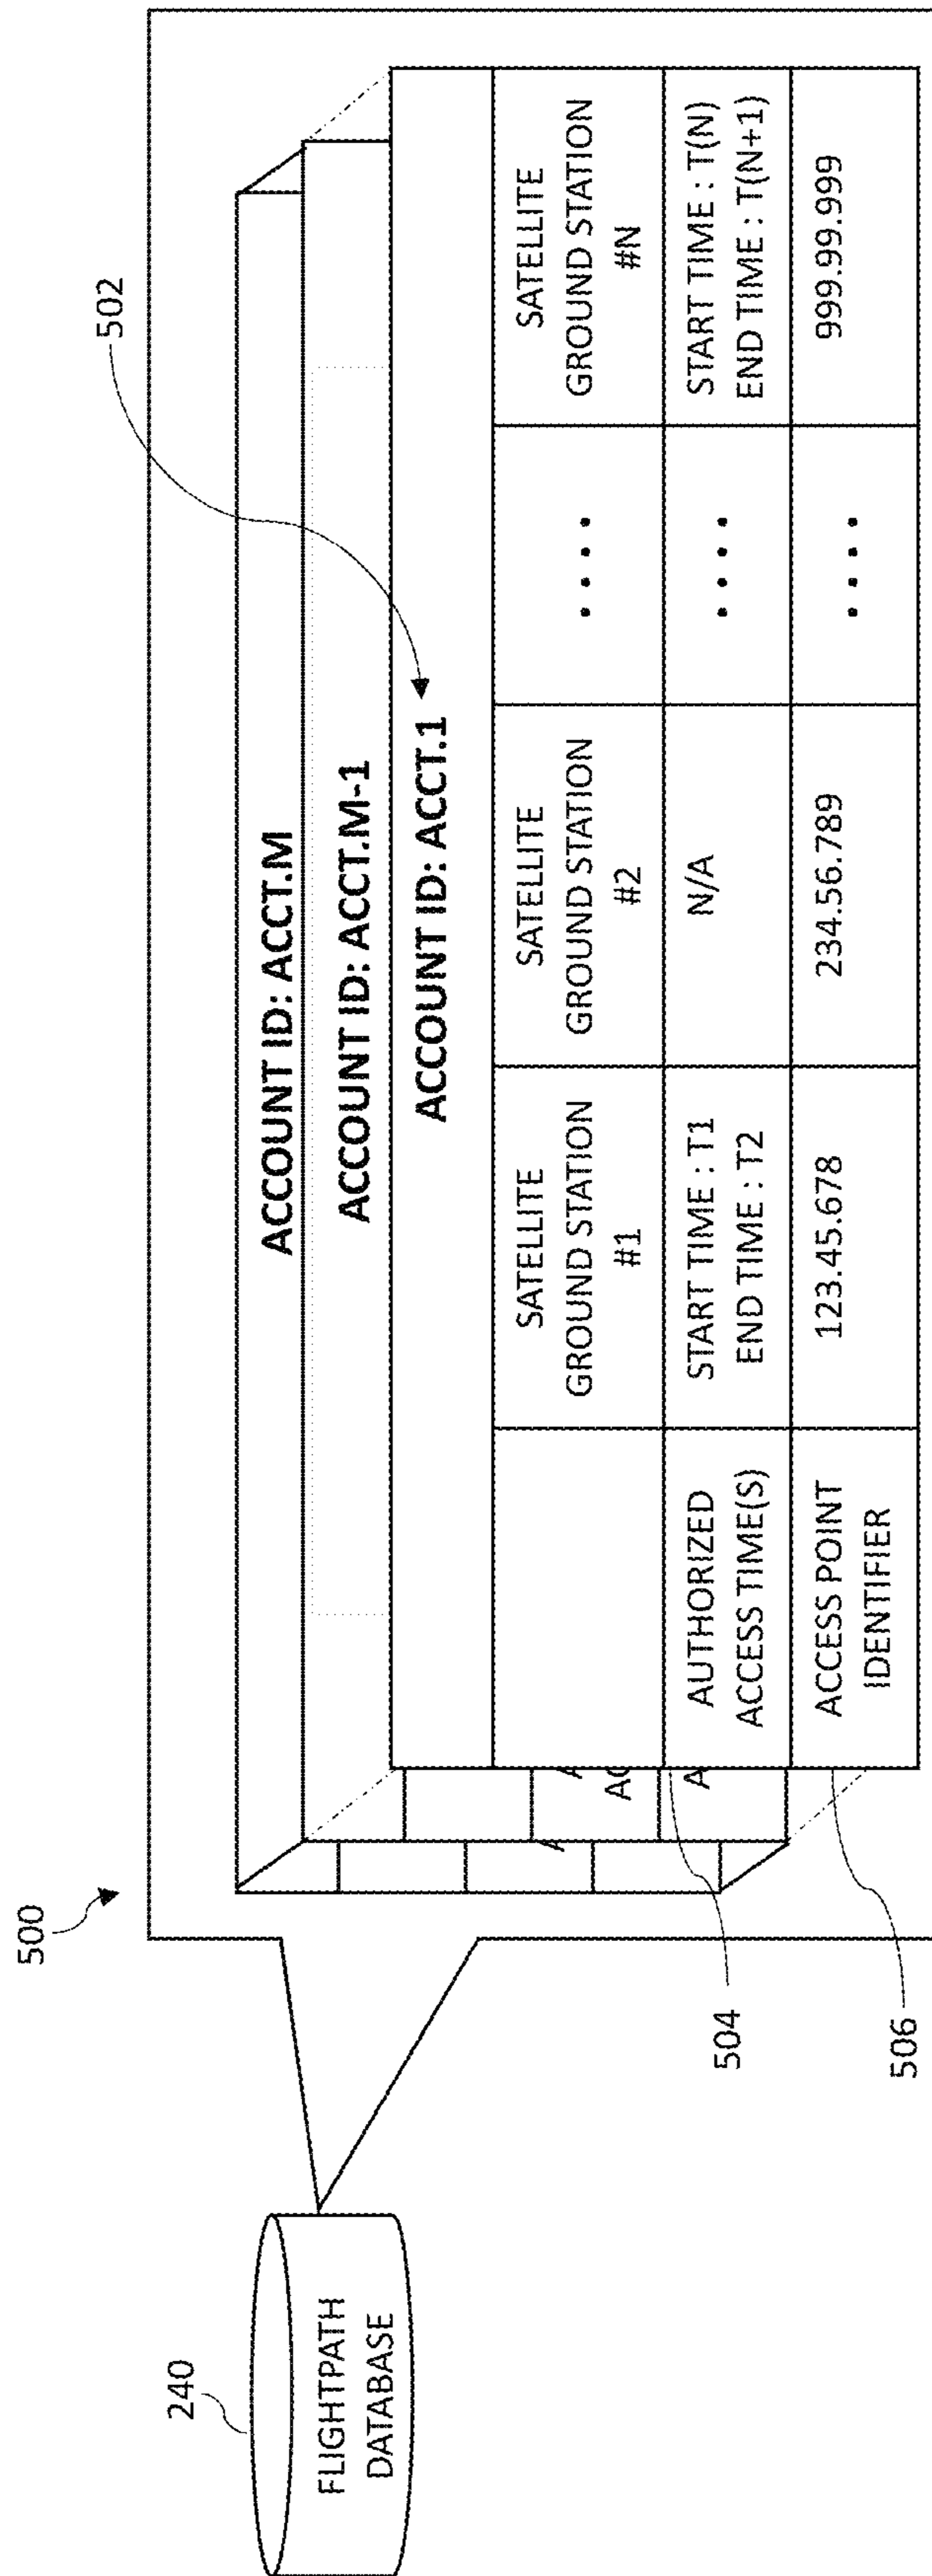 500
502
240
FLIGHTPATH
DATABASE
ACCOUNT ID: ACCT.M
ACCOUNT ID: ACCT.M-1
ACCOUNT ID: ACCT.1
SATELLITE
GROUND STATION
#1
SATELLITE
GROUND STATION
#2
. . . .
SATELLITE
GROUND STATION
#N
A
AC
A
A
AUTHORIZED
ACCESS TIME(S)
START TIME : T1
END TIME : T2
N/A
. . . .
START TIME : T(N)
END TIME : T(N+1)
ACCESS POINT
IDENTIFIER
123.45.678
234.56.789
. . . .
999.99.999
504
506